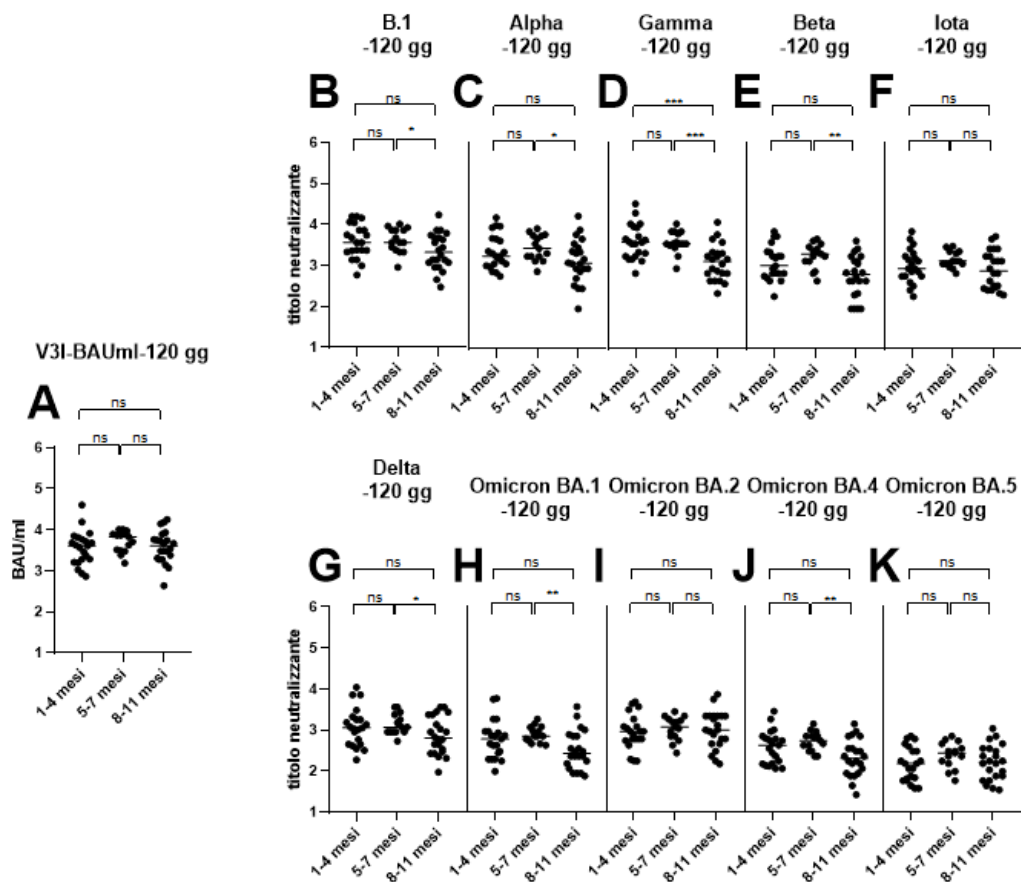 B.1
-120 gg
Alpha
-120 gg
Gamma
-120 gg
Beta
-120 gg
Iota
-120 gg
B
C
D
E
F
ns
ns
***
ns
ns
ns
*
ns
*
ns
***
ns
**
ns
ns
titolo neutralizzante
6
5
4
3
2
1
1-4 mesi
5-7 mesi
8-11 mesi
1-4 mesi
5-7 mesi
8-11 mesi
1-4 mesi
5-7 mesi
8-11 mesi
1-4 mesi
5-7 mesi
8-11 mesi
1-4 mesi
5-7 mesi
8-11 mesi
V3I-BAUml-120 gg
A
ns
ns
ns
BAU/ml
6
5
4
3
2
1
1-4 mesi
5-7 mesi
8-11 mesi
Delta
-120 gg
Omicron BA.1
-120 gg
Omicron BA.2
-120 gg
Omicron BA.4
-120 gg
Omicron BA.5
-120 gg
G
H
I
J
K
ns
ns
ns
ns
ns
ns
*
ns
**
ns
ns
ns
**
ns
ns
titolo neutralizzante
6
5
4
3
2
1
1-4 mesi
5-7 mesi
8-11 mesi
1-4 mesi
5-7 mesi
8-11 mesi
1-4 mesi
5-7 mesi
8-11 mesi
1-4 mesi
5-7 mesi
8-11 mesi
1-4 mesi
5-7 mesi
8-11 mesi